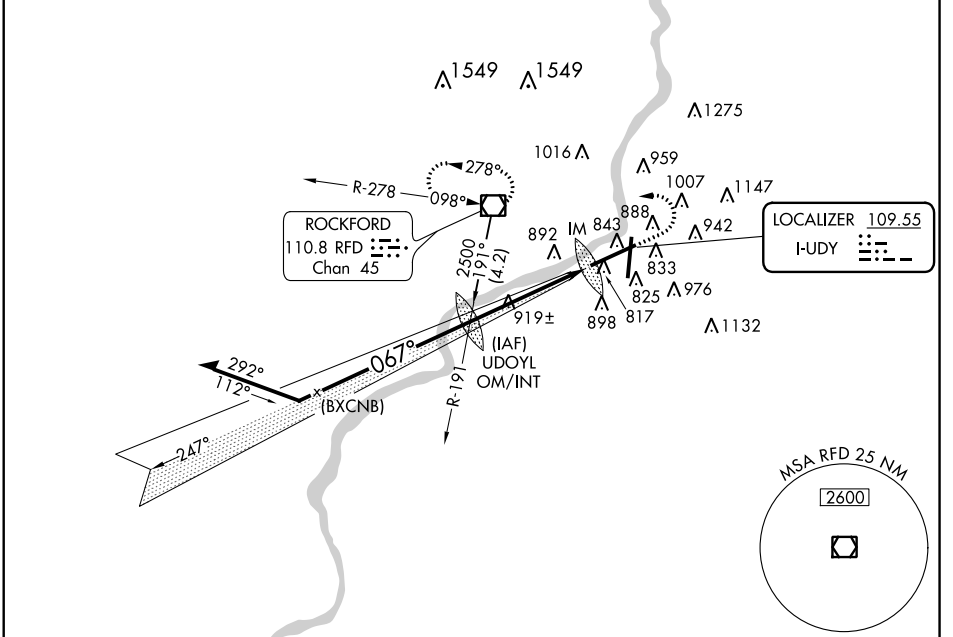 1549
1549
1275
1016
959
278°
R-278
098°
1007
1147
ROCKFORD
110.8 RFD
Chan 45
LOCALIZER 109.55
I-UDY
888
843
942
IM
892
833
2500
191°
(4.2)
825
976
817
898
919±
1132
(IAF)
UDOYL
OM/INT
067°
292°
112°
x (BXCNB)
R-191
247°
MSA RFD 25 NM
2600